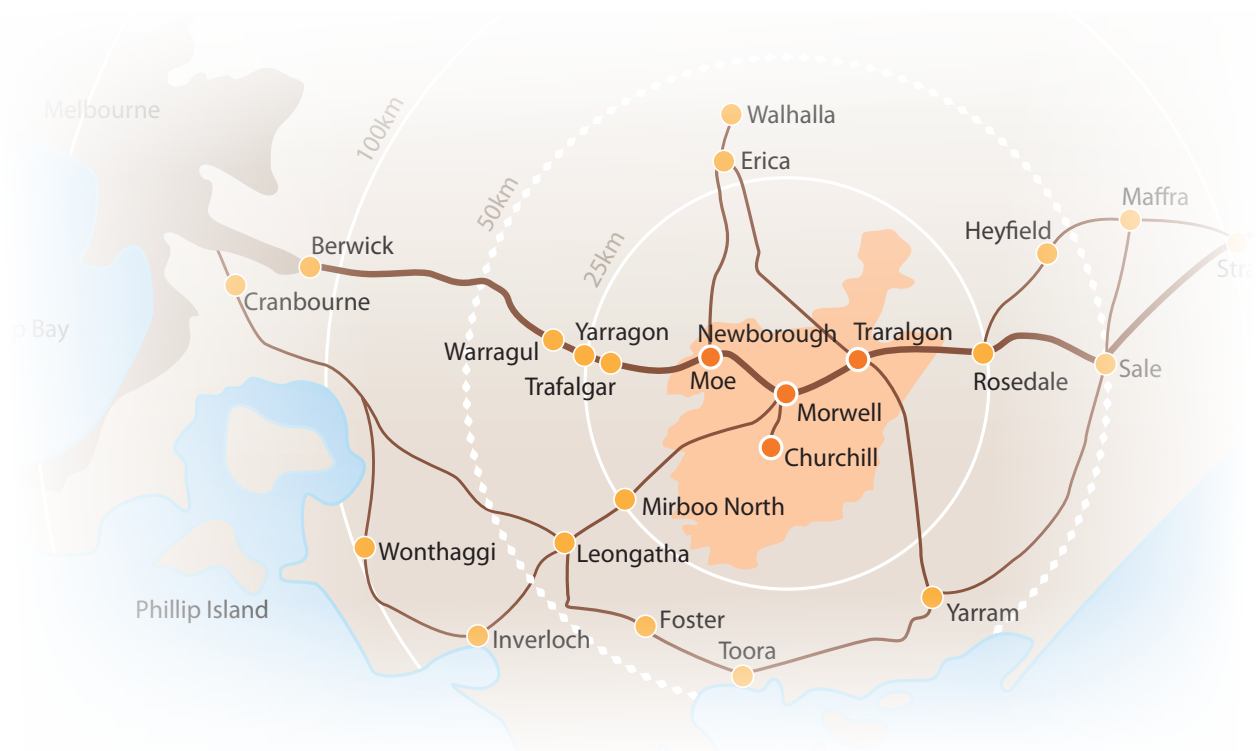 Melbourne
100km
Walhalla
Erica
50km
Maffra
Heyfield
Berwick
25km
Stra
Cranbourne
p Bay
Yarragon
Newborough
Traralgon
Warragul
Trafalgar
Moe
Rosedale
Sale
Morwell
Churchill
Mirboo North
Wonthaggi
Leongatha
Phillip Island
Foster
Yarram
Inverloch
Toora